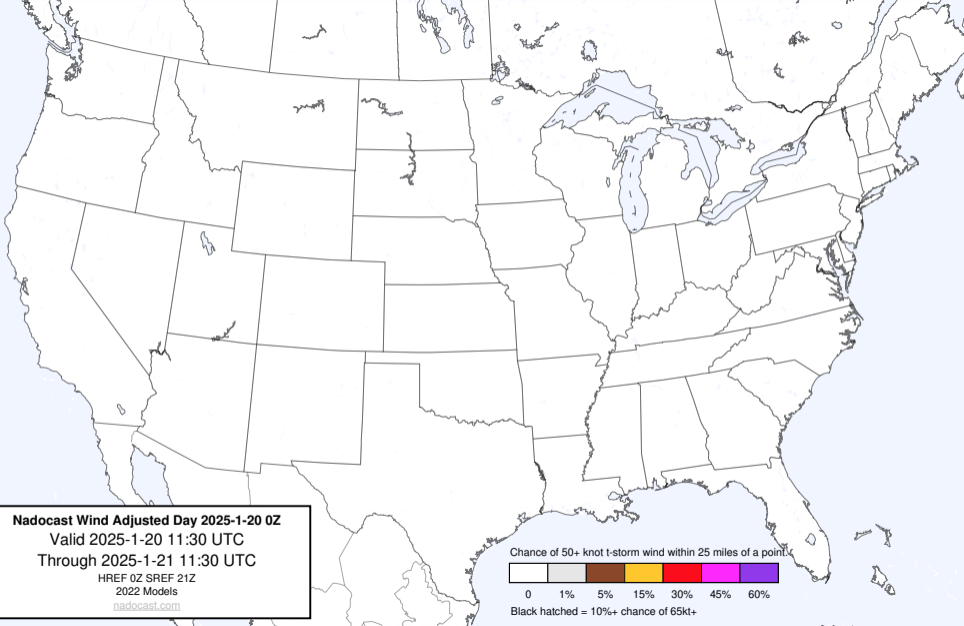 Nadocast Wind Adjusted Day 2025-1-20 0Z
Valid 2025-1-20 11:30 UTC
Through 2025-1-21 11:30 UTC
HREF 0Z SREF 21Z
2022 Models
nadocast.com
Chance of 50+ knot t-storm wind within 25 miles of a point.
0 1% 5% 15% 30% 45% 60%
Black hatched = 10%+ chance of 65kt+